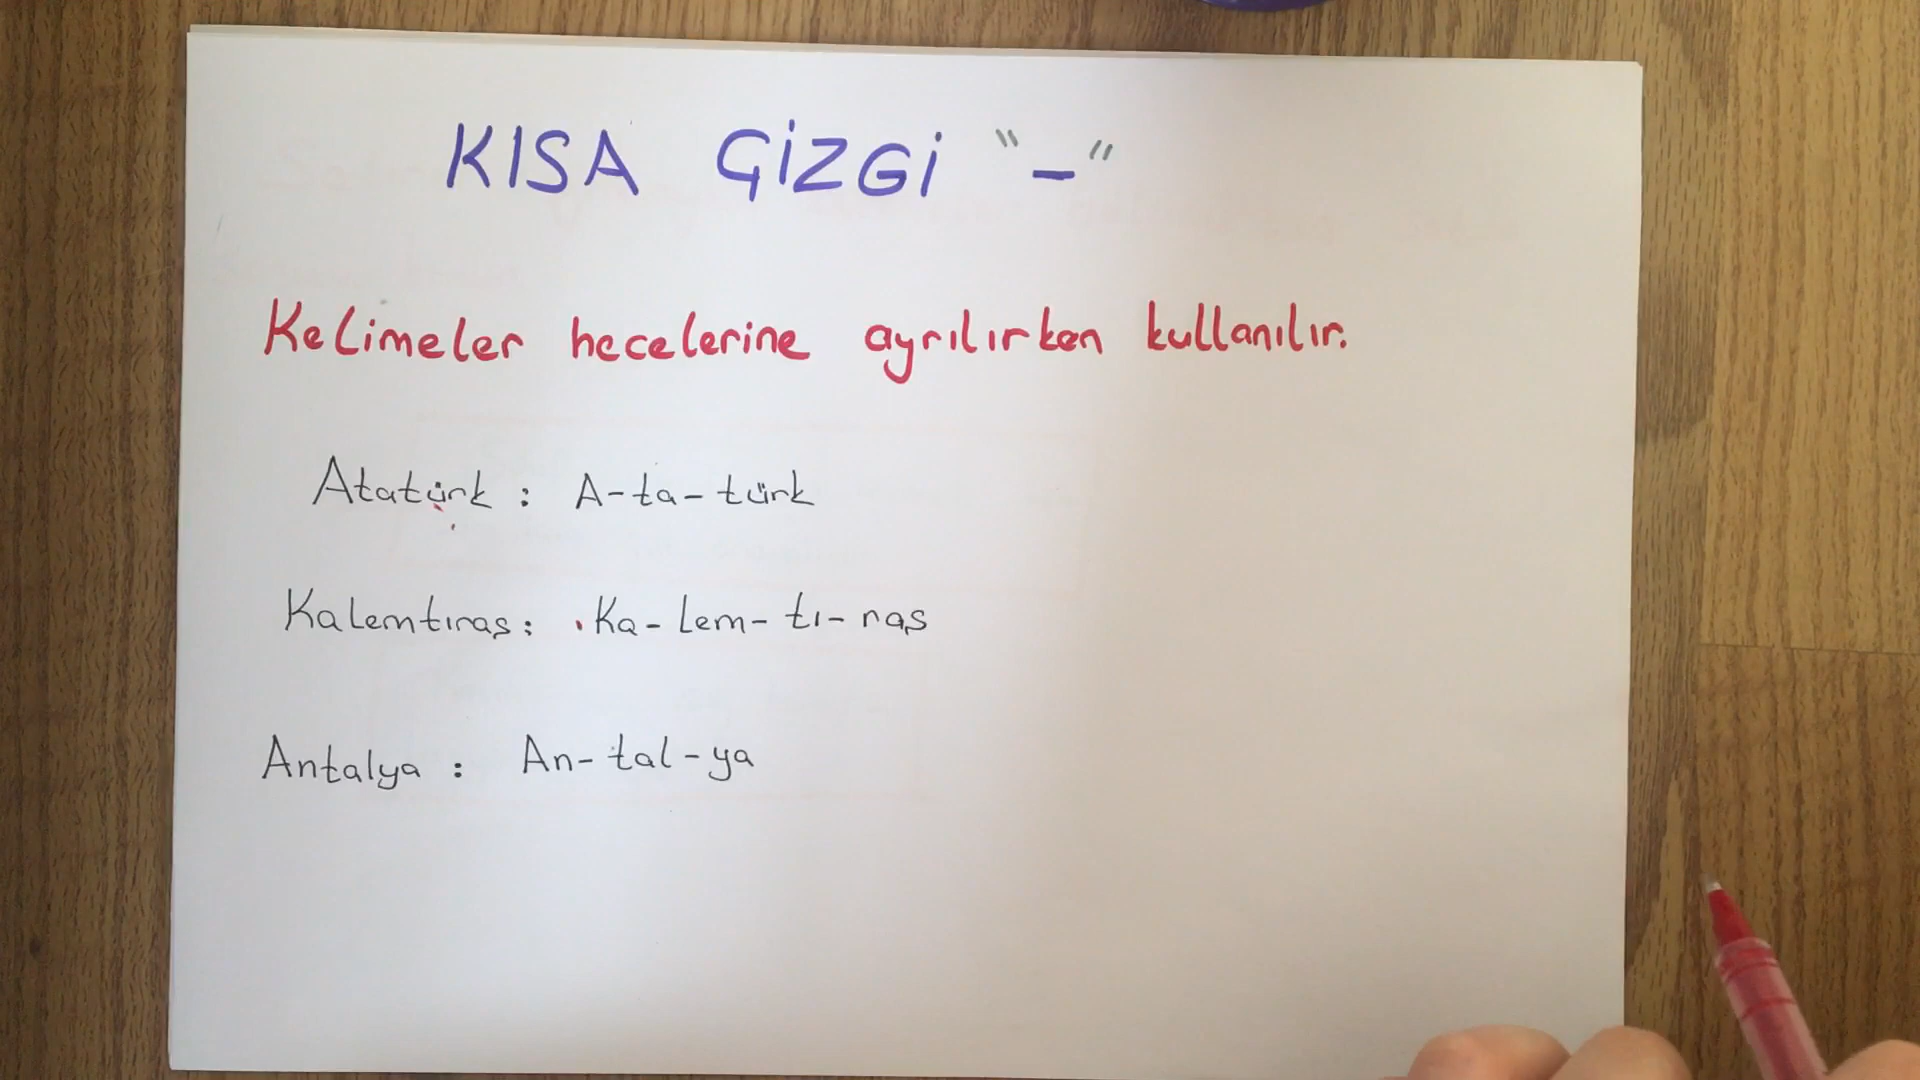 KISA ÇİZGİ "-"
Kelimeler hecelerine ayrılırken kullanılır.
Atatürk : A-ta-türk
Kalemtıraş : Ka-lem-tı-raş
Antalya : An-tal-ya